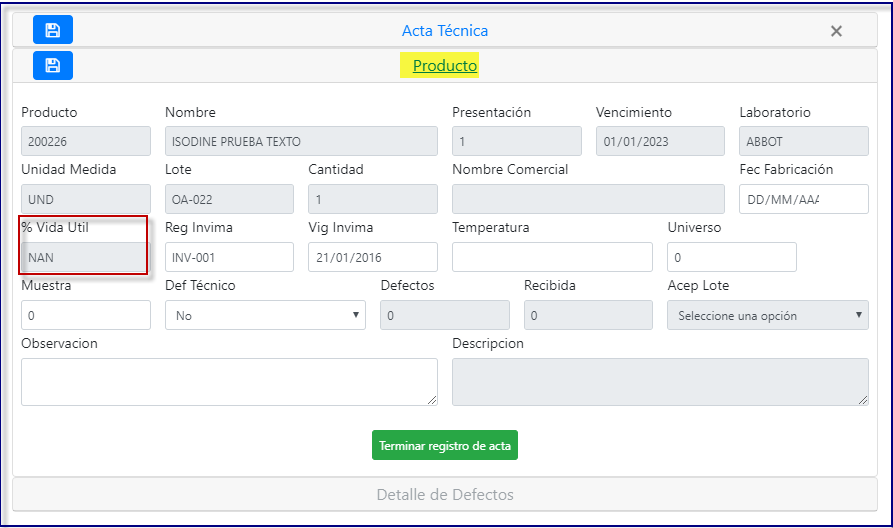 Acta Técnica
×
Producto
Producto Nombre Presentación Vencimiento Laboratorio
200226 ISODINE PRUEBA TEXTO 1 01/01/2023 ABBOT
Unidad Medida Lote Cantidad Nombre Comercial Fec Fabricación
UND OA-022 1 DD/MM/AAA
% Vida Util Reg Invima Vig Invima Temperatura Universo
NAN INV-001 21/01/2016 0
Muestra Def Técnico Defectos Recibida Acep Lote
0 No 0 0 Seleccione una opción
Observacion Descripcion
Terminar registro de acta
Detalle de Defectos